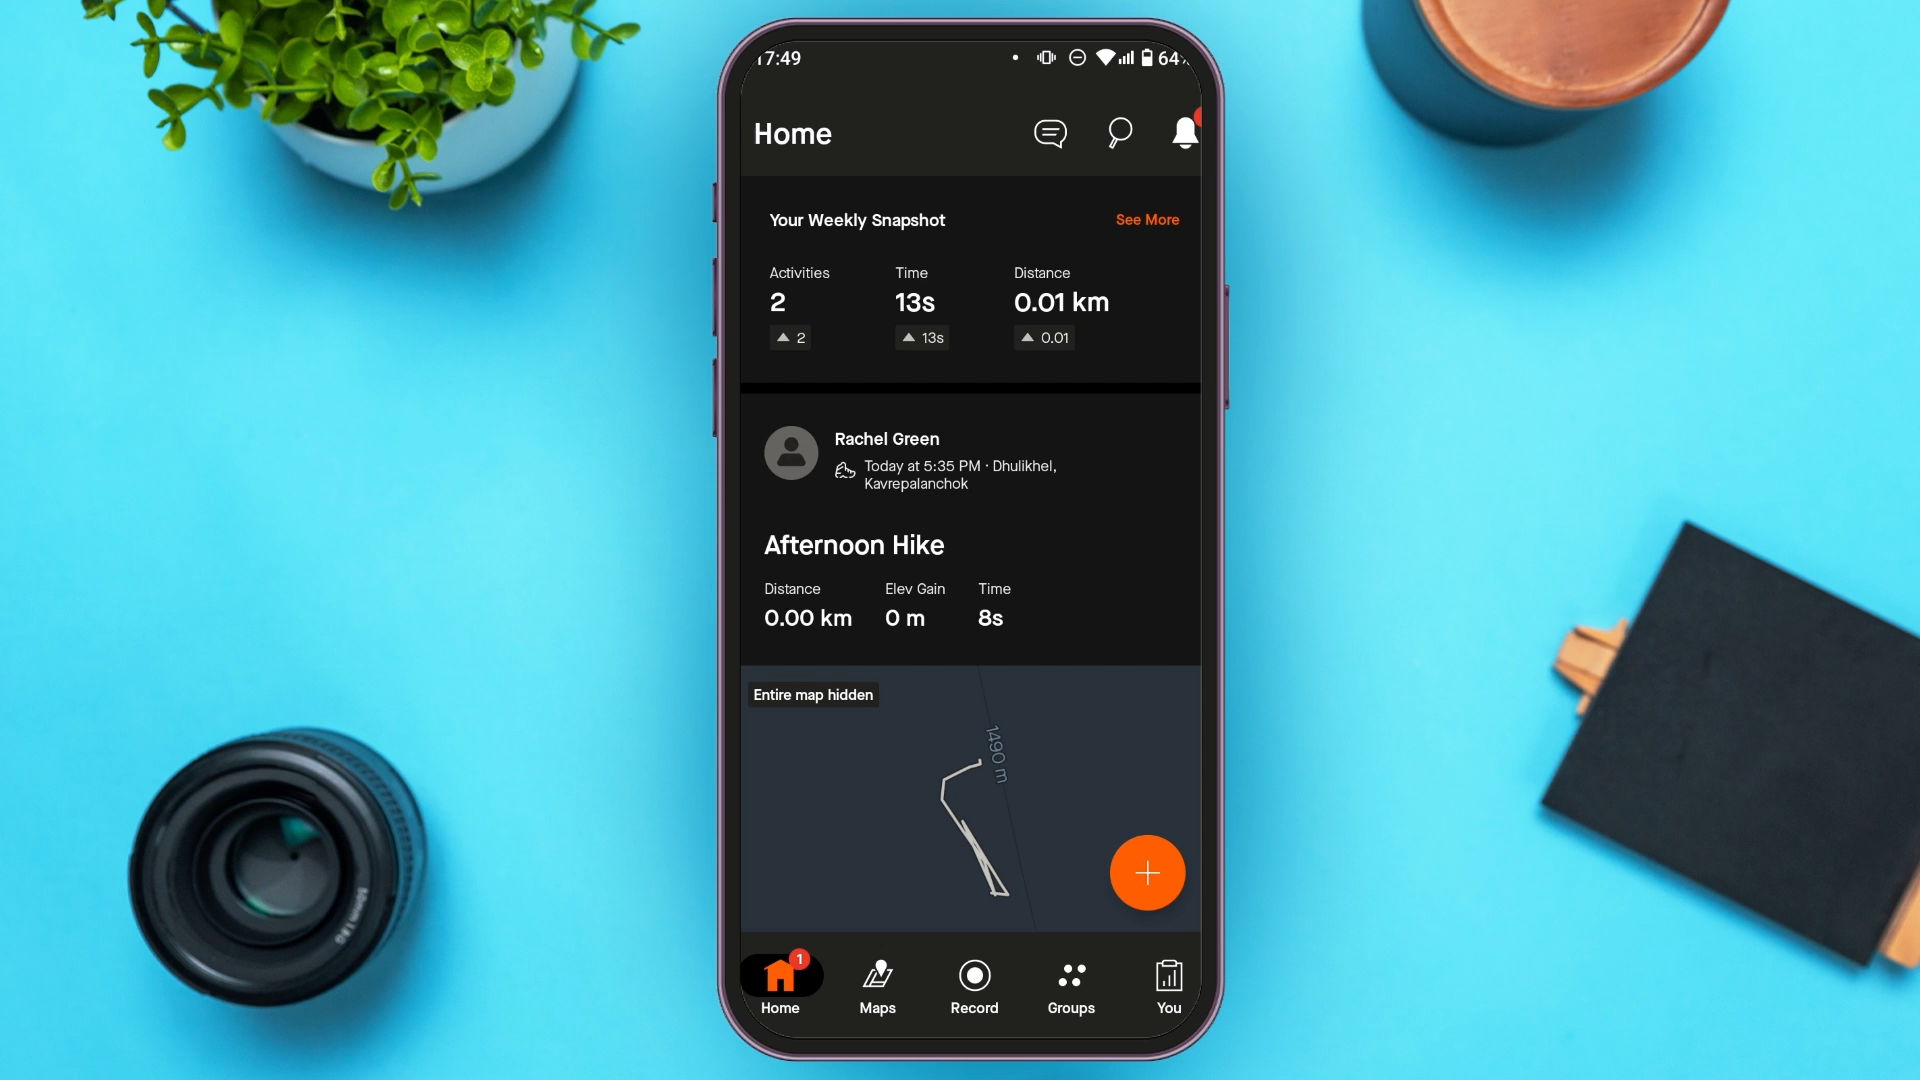 17:49
64%
Home
Your Weekly Snapshot
See More
Activities
Time
Distance
2
13s
0.01 km
2
13s
0.01
Rachel Green
Today at 5:35 PM · Dhulikhel,
Kavrepalanchok
Afternoon Hike
Distance
Elev Gain
Time
0.00 km
0 m
8s
Entire map hidden
1490 m
1
Home
Maps
Record
Groups
You